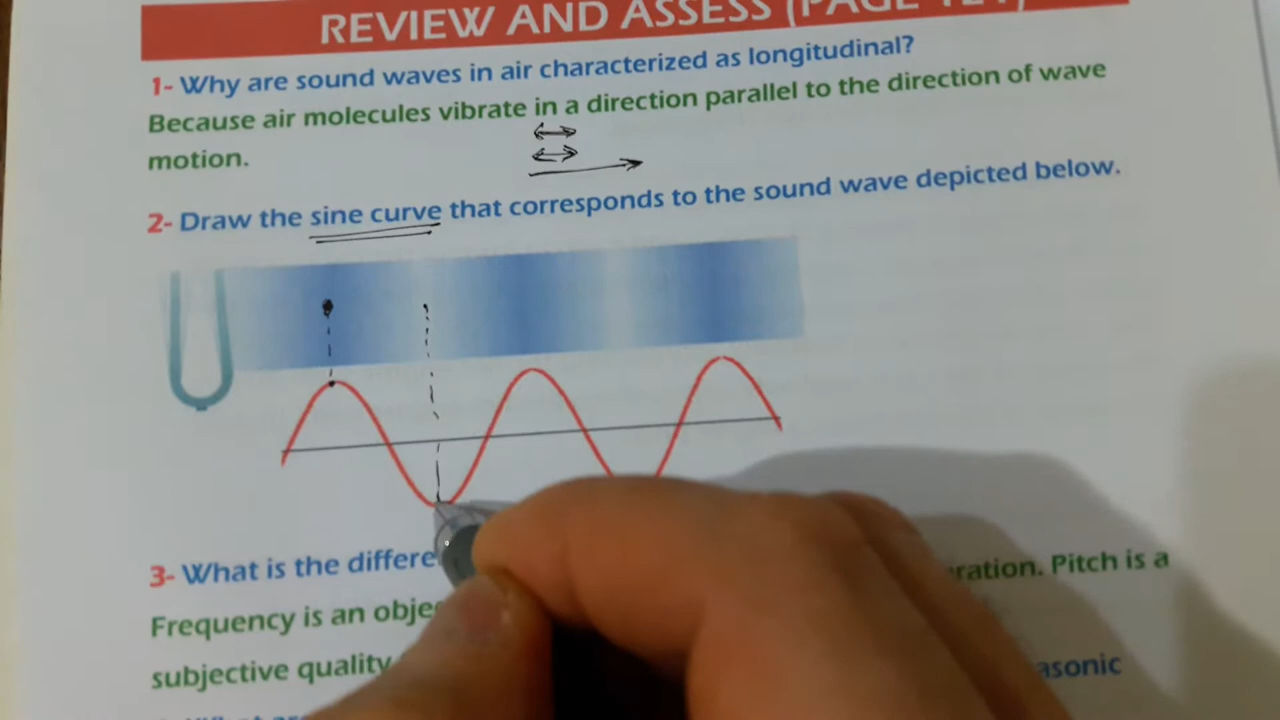 REVIEW AND ASSESS (PAGE
1- Why are sound waves in air characterized as longitudinal?
Because air molecules vibrate in a direction parallel to the direction of wave
motion.
2- Draw the sine curve that corresponds to the sound wave depicted below.
3- What is the differe
Frequency is an objec ration. Pitch is a
subjective quality asonic